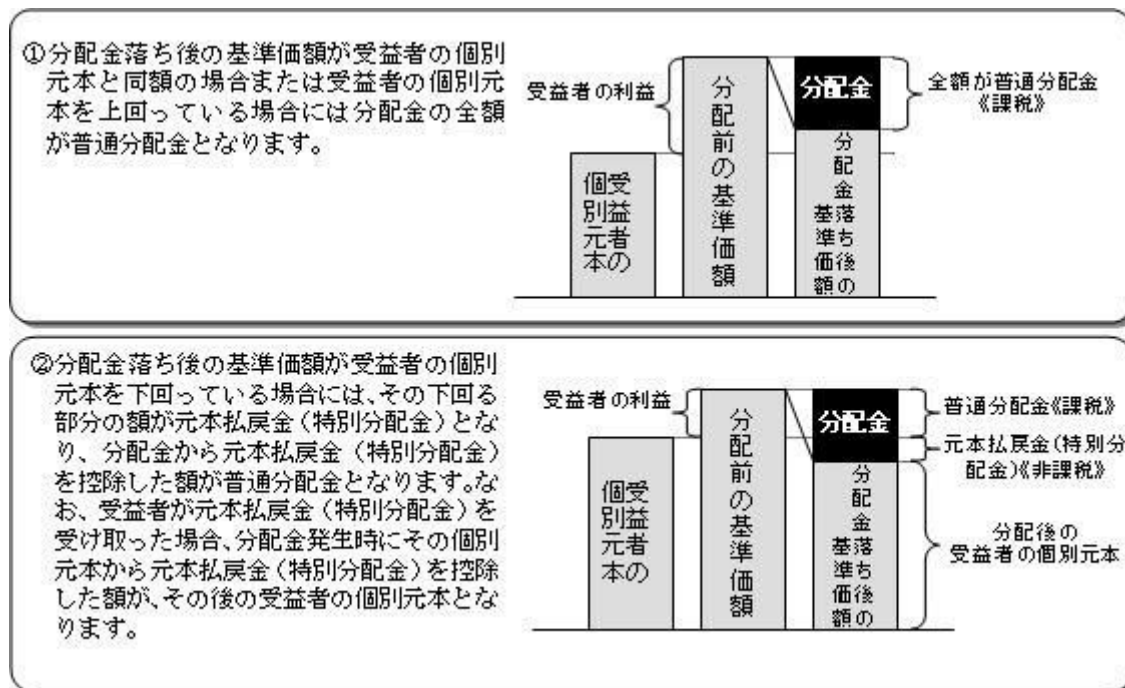 ①分配金落ち後の基準価額が受益者の個別
元本と同額の場合または受益者の個別元
本を上回っている場合には分配金の全額
が普通分配金となります。
受益者の利益
受益者の
個別元本
分配前の基準価額
分配金
分配金落ち後の
基準価額
全額が普通分配金
《課税》
②分配金落ち後の基準価額が受益者の個別
元本を下回っている場合には、その下回る
部分の額が元本払戻金(特別分配金)とな
り、分配金から元本払戻金(特別分配金)
を控除した額が普通分配金となります。な
お、受益者が元本払戻金(特別分配金)を
受け取った場合、分配金発生時にその個別
元本から元本払戻金(特別分配金)を控除
した額が、その後の受益者の個別元本とな
ります。
受益者の利益
受益者の
個別元本
分配前の基準価額
分配金
分配金落ち後の
基準価額
普通分配金《課税》
元本払戻金(特別分
配金)《非課税》
分配後の
受益者の個別元本